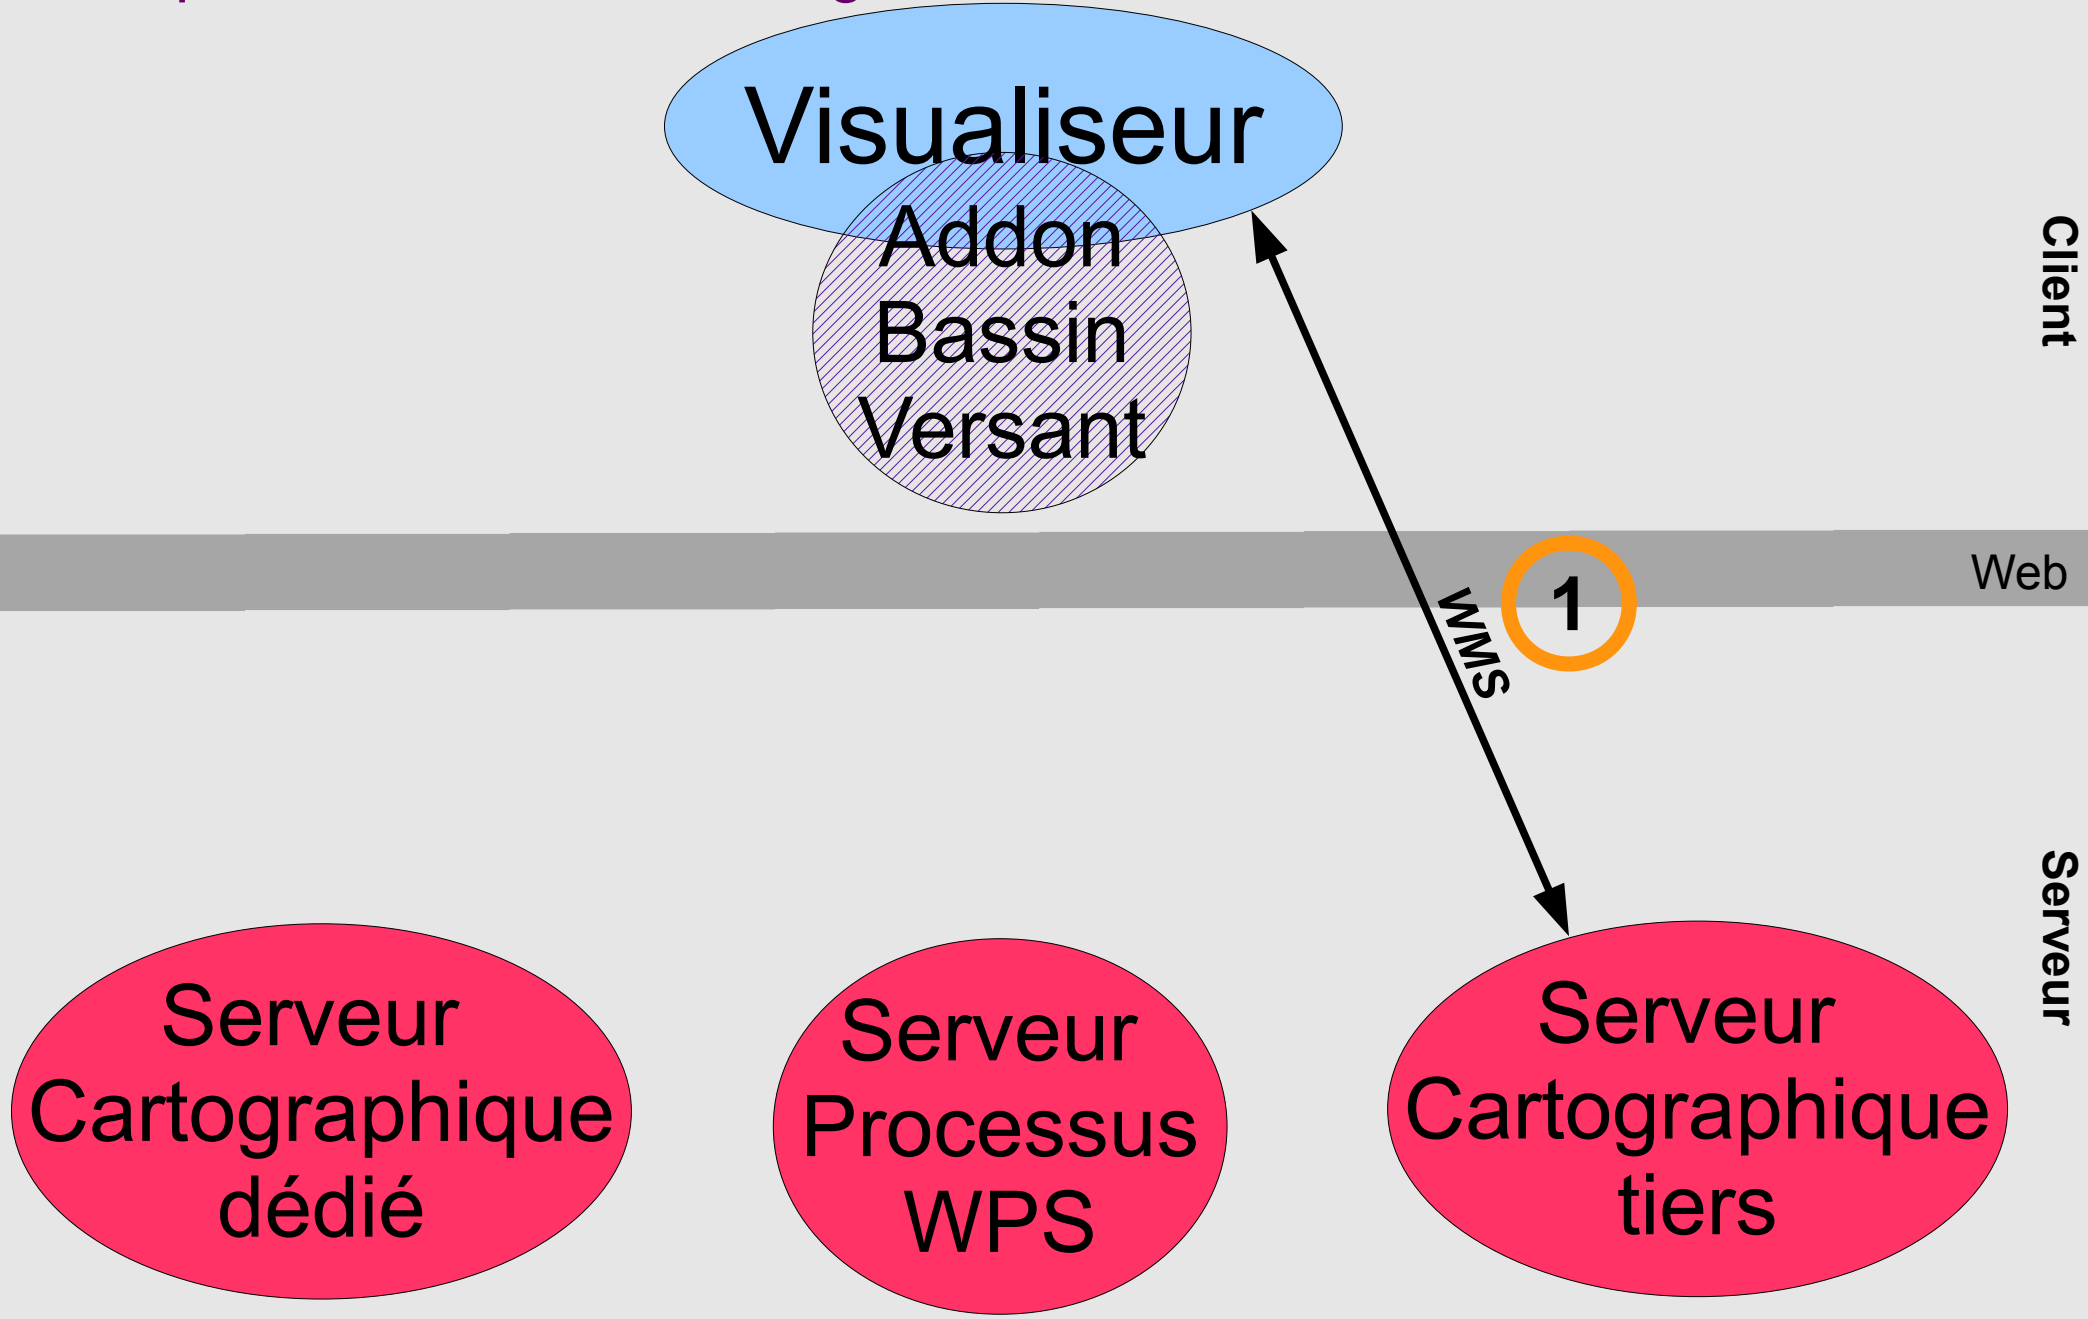 Visualiseur
Addon
Bassin
Versant
Client
Web
1
WMS
Serveur
Serveur
Cartographique
dédié
Serveur
Processus
WPS
Serveur
Cartographique
tiers